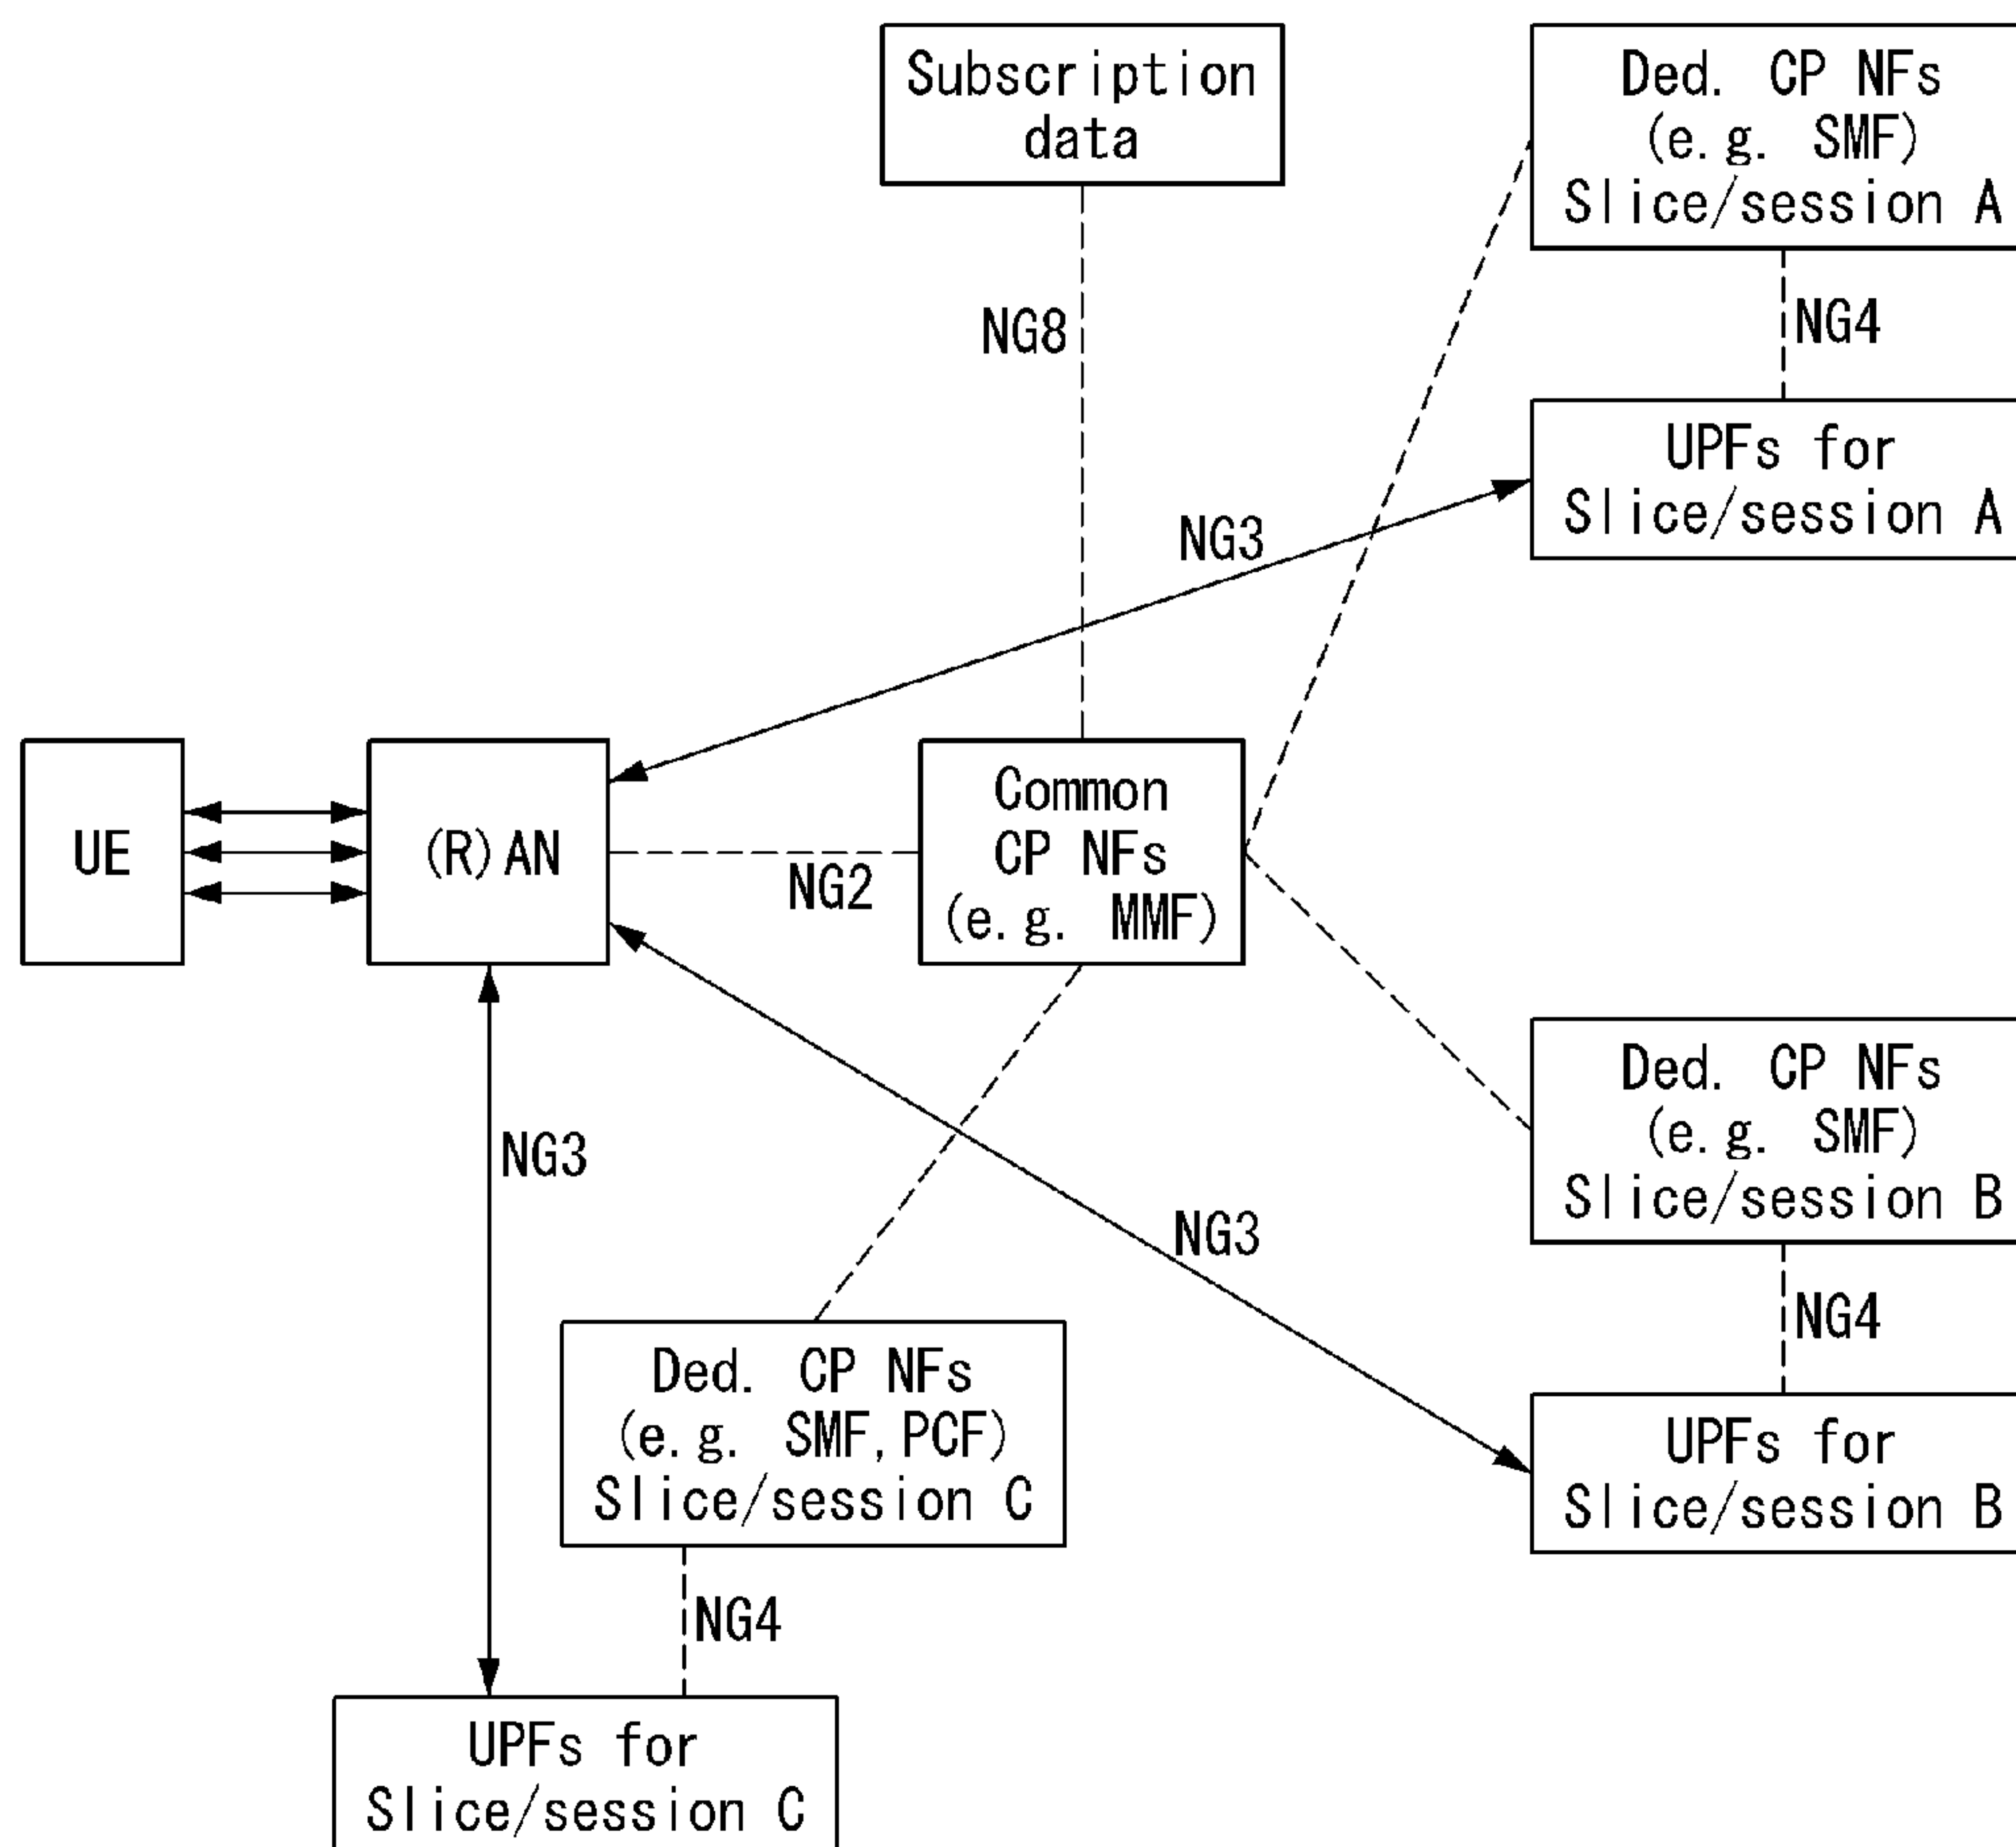 Subscription
data
Ded. CP NFs
(e.g. SMF)
Slice/session A
NG8
NG4
UPFs for
Slice/session A
NG3
UE
(R)AN
NG2
Common
CP NFs
(e.g. MMF)
Ded. CP NFs
(e.g. SMF)
Slice/session B
NG3
NG3
NG4
Ded. CP NFs
(e.g. SMF,PCF)
Slice/session C
UPFs for
Slice/session B
NG4
UPFs for
Slice/session C